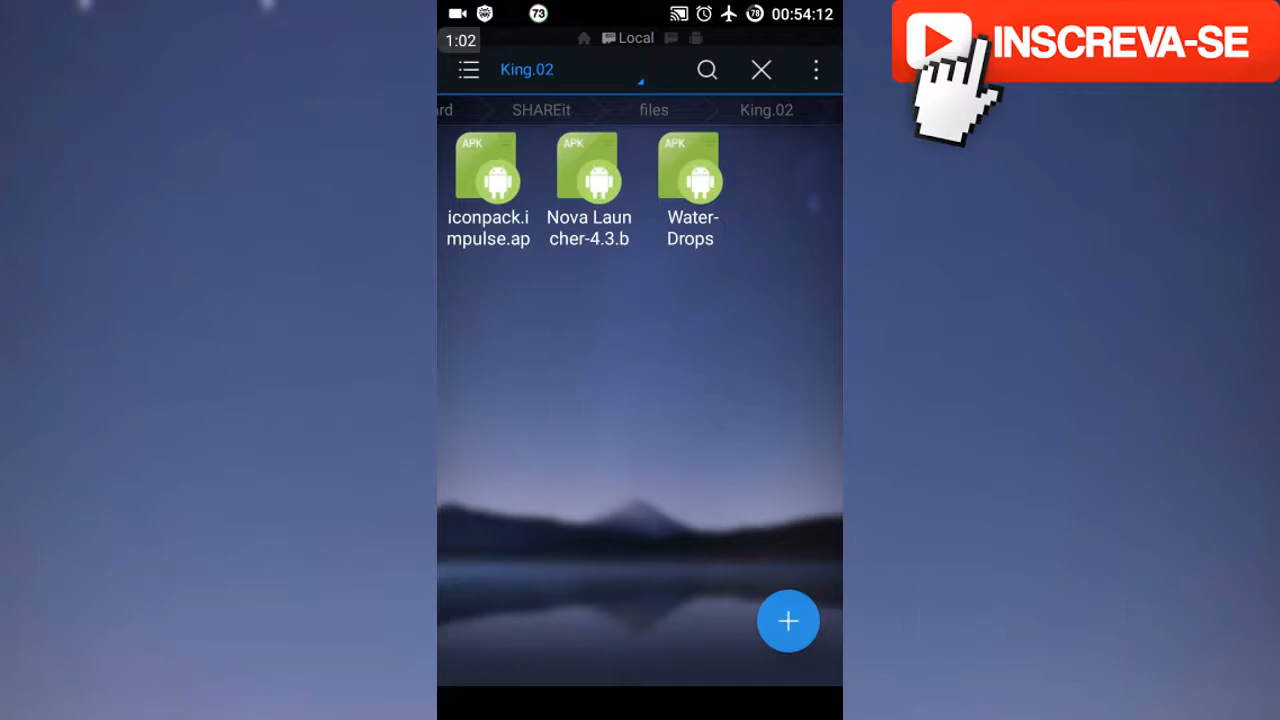 73
78
00:54:12
INSCREVA-SE
1:02
Local
King.02
rd
SHAREit
files
King.02
APK
APK
APK
iconpack.i
mpulse.ap
Nova Laun
cher-4.3.b
Water-
Drops